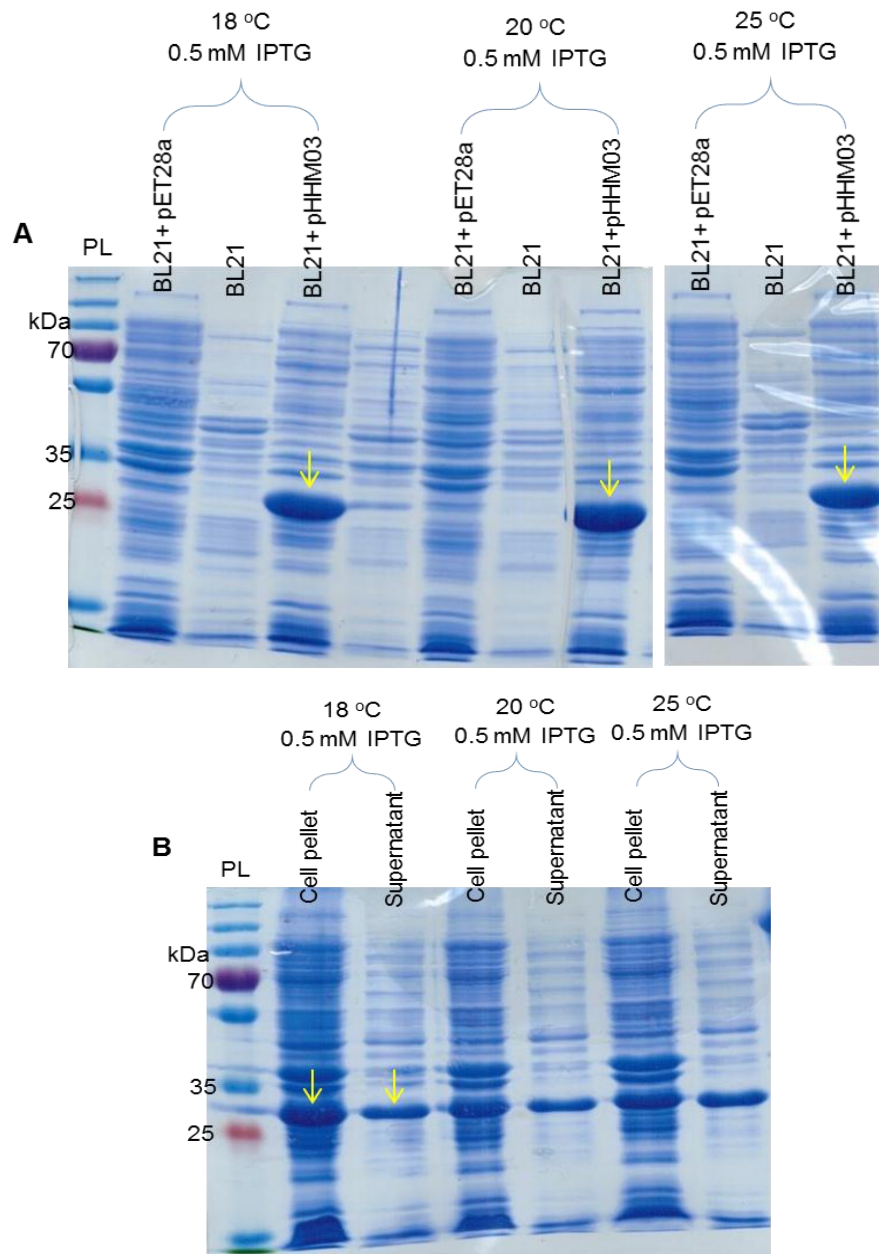 18 °C
0.5 mM IPTG
20 °C
0.5 mM IPTG
25 °C
0.5 mM IPTG
A
PL
BL21+ pET28a
BL21
BL21+ pHHM03
BL21+ pET28a
BL21
BL21+pHHM03
BL21+ pET28a
BL21
BL21+ pHHM03
kDa
70
35
25
18 °C
0.5 mM IPTG
20 °C
0.5 mM IPTG
25 °C
0.5 mM IPTG
B
PL
Cell pellet
Supernatant
Cell pellet
Supernatant
Cell pellet
Supernatant
kDa
70
35
25